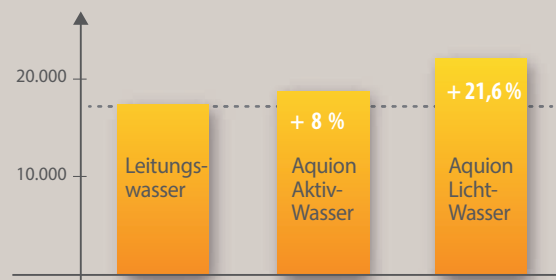 20.000
10.000
Leitungs-
wasser
+ 8 %
Aquion
Aktiv-
Wasser
+ 21,6 %
Aquion
Licht-
Wasser